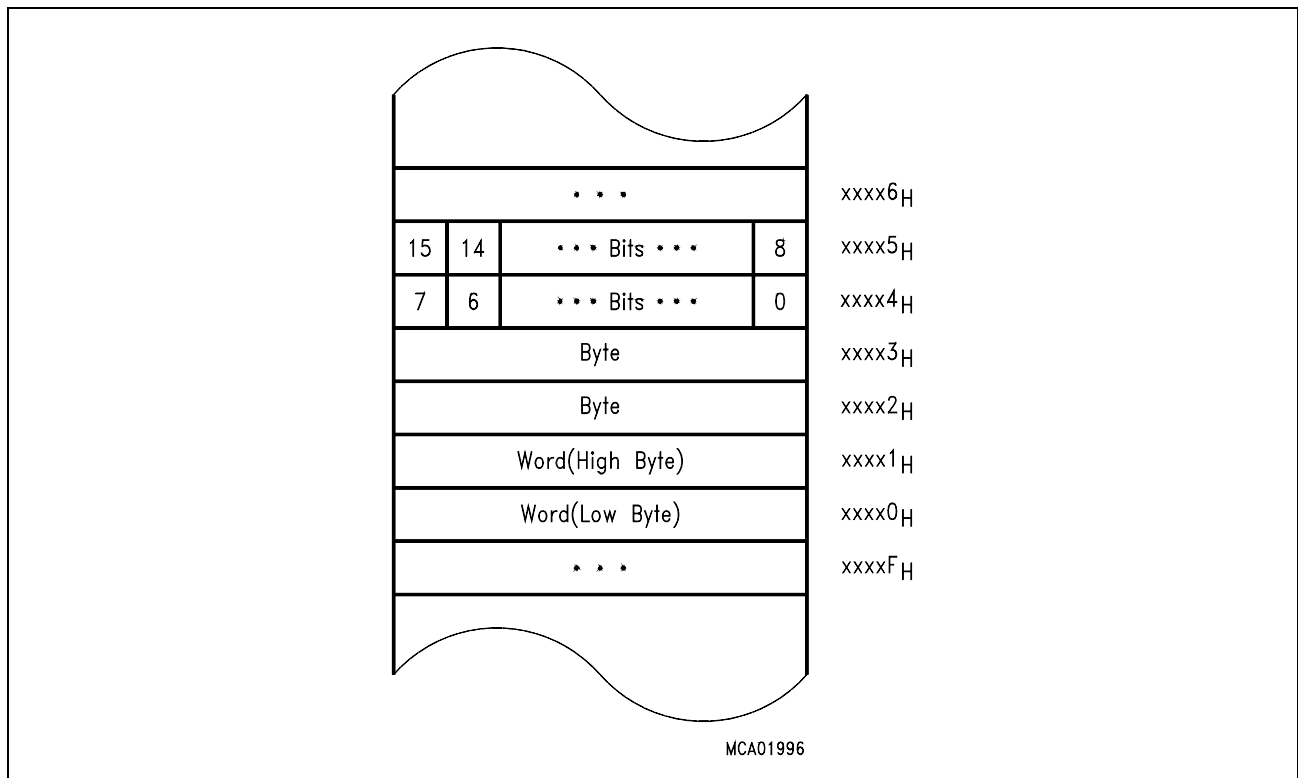 • • • xxxx6H
15 14 • • • Bits • • • 8 xxxx5H
7 6 • • • Bits • • • 0 xxxx4H
Byte xxxx3H
Byte xxxx2H
Word(High Byte) xxxx1H
Word(Low Byte) xxxx0H
• • • xxxxFH
MCA01996